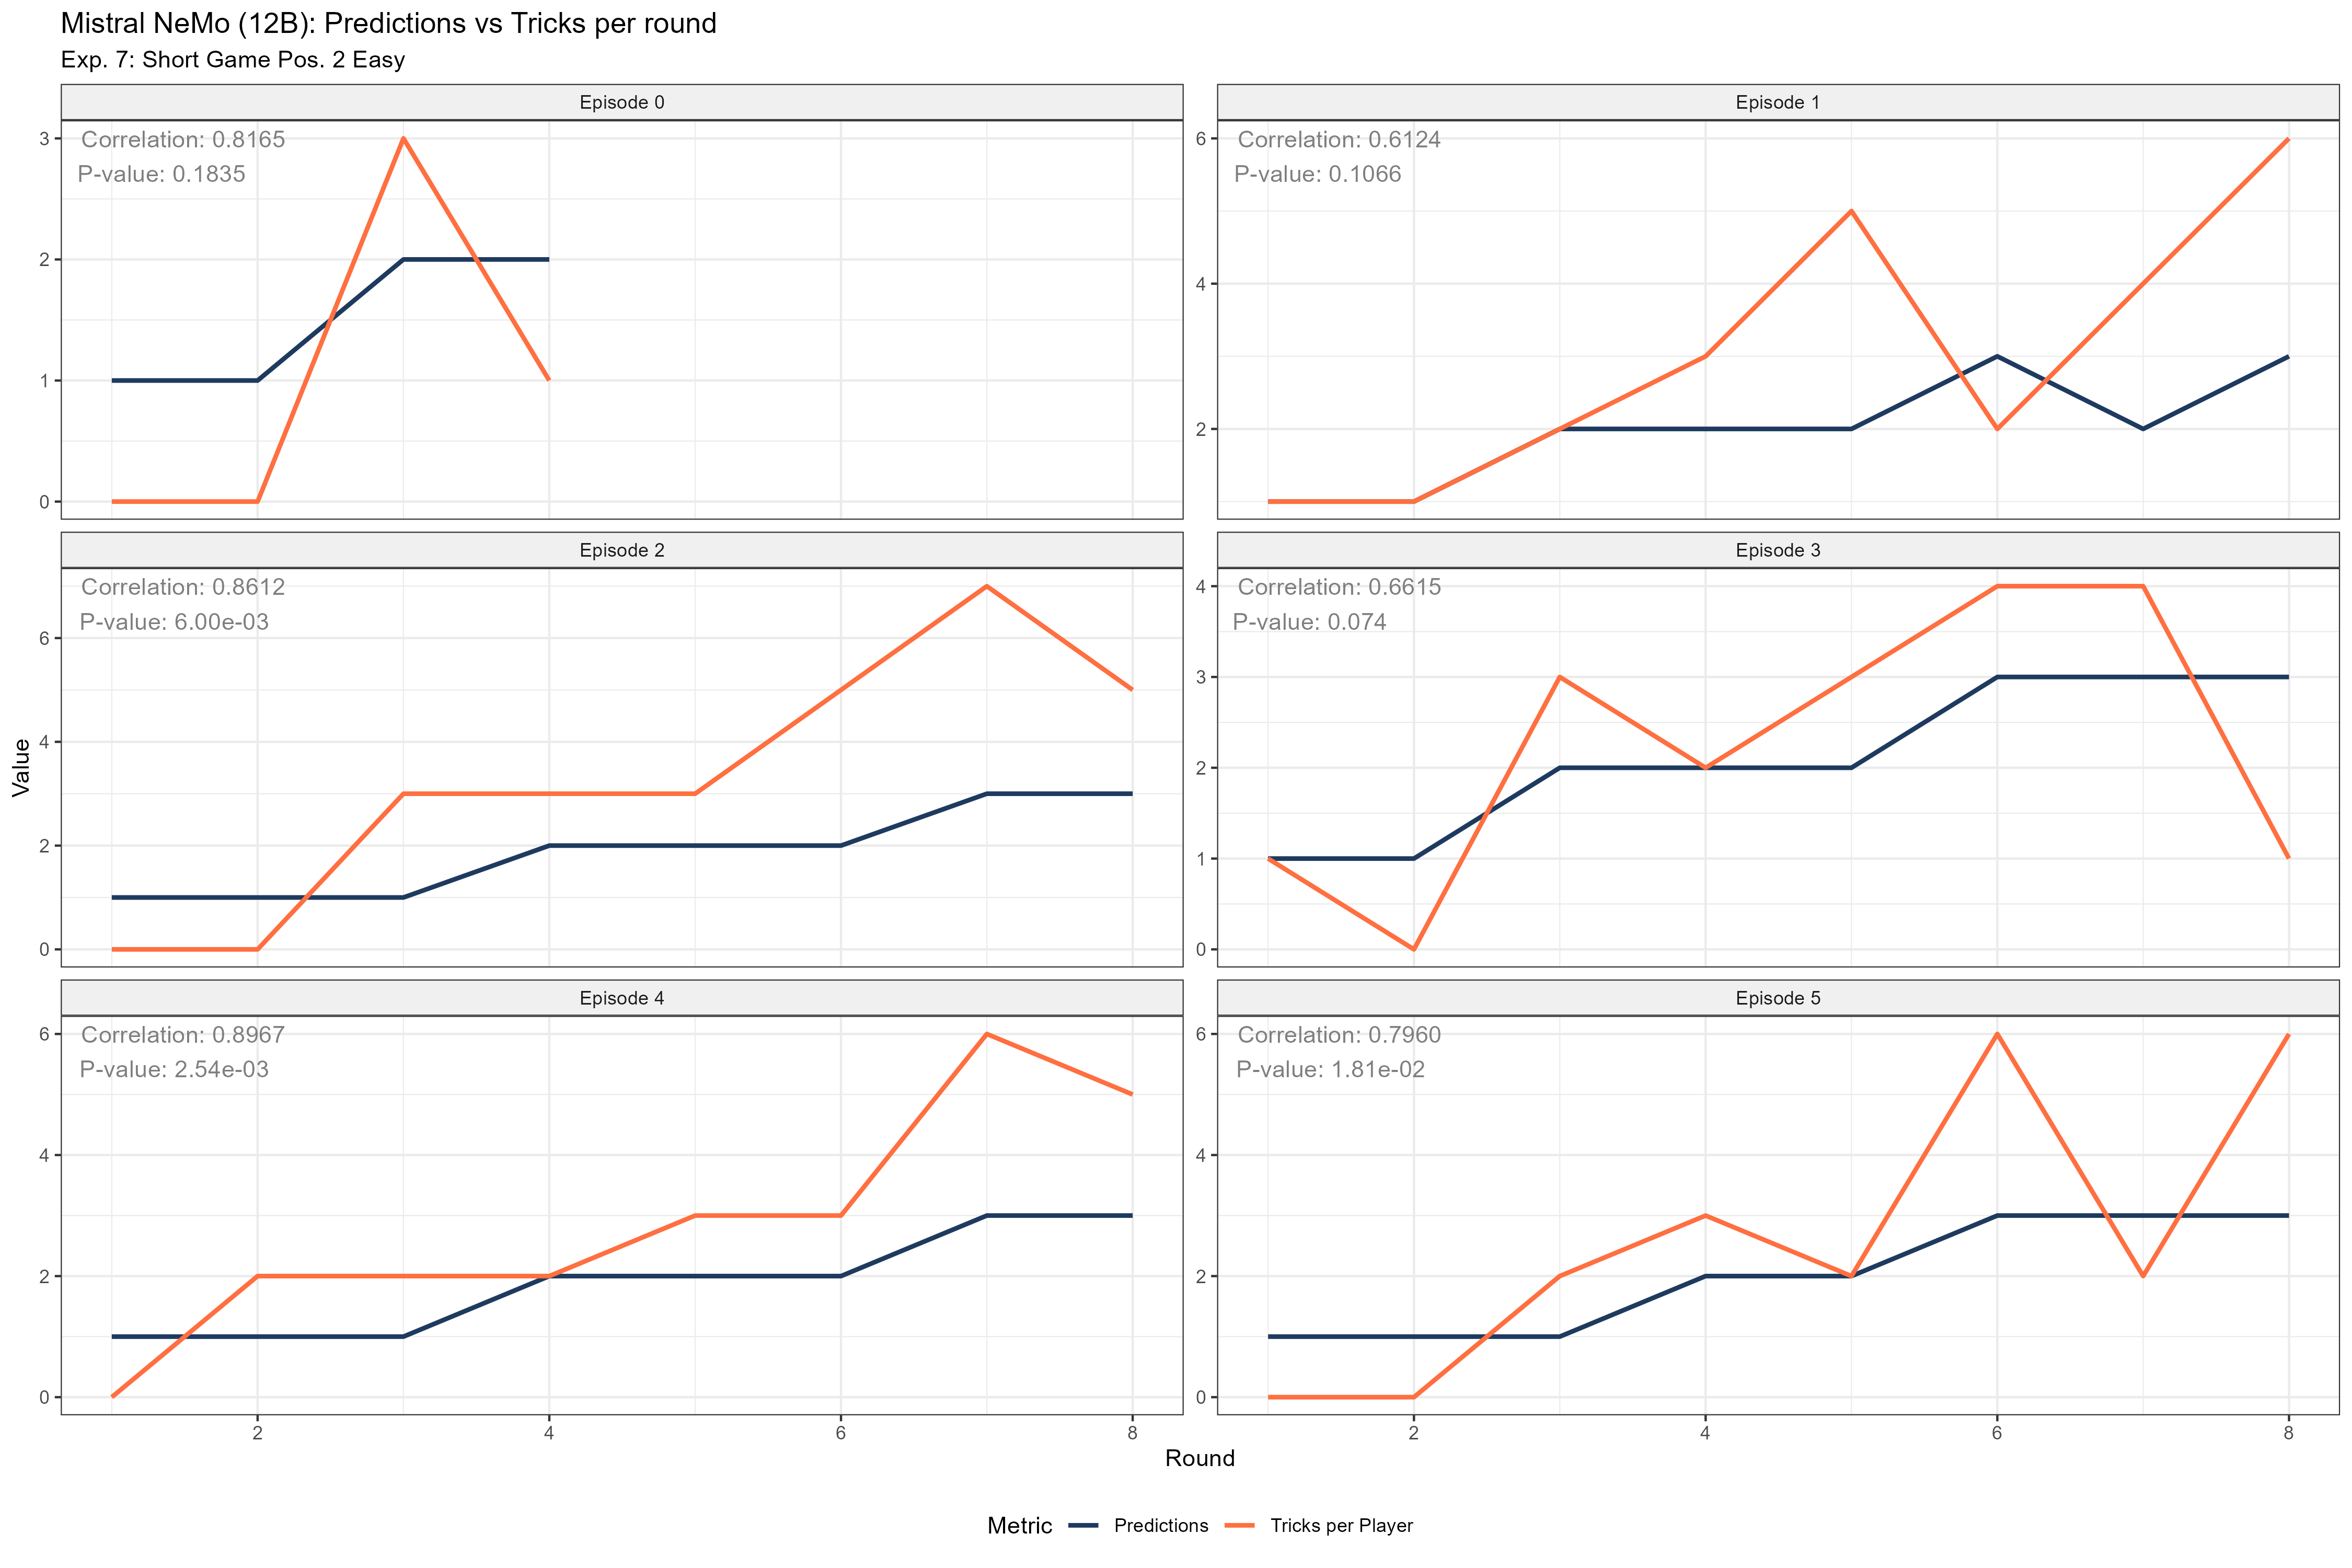 Mistral NeMo (12B): Predictions vs Tricks per round
Exp. 7: Short Game Pos. 2 Easy
Episode 0
Correlation: 0.8165
P-value: 0.1835
3
2
1
0
Episode 1
Correlation: 0.6124
P-value: 0.1066
6
4
2
Episode 2
Correlation: 0.8612
P-value: 6.00e-03
6
4
2
0
Episode 3
Correlation: 0.6615
P-value: 0.074
4
3
2
1
0
Value
Episode 4
Correlation: 0.8967
P-value: 2.54e-03
6
4
2
0
2 4 6 8
Episode 5
Correlation: 0.7960
P-value: 1.81e-02
6
4
2
0
2 4 6 8
Round
Metric Predictions Tricks per Player